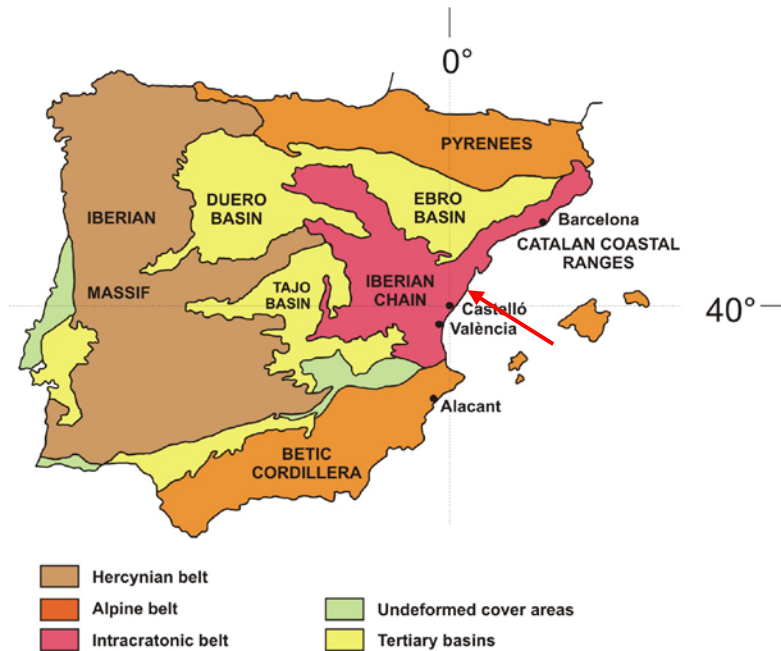 0°
PYRENEES
DUERO
BASIN
EBRO
BASIN
IBERIAN
Barcelona
CATALAN COASTAL
RANGES
MASSIF
TAJO
BASIN
IBERIAN
CHAIN
Castelló
40°
València
Alacant
BETIC
CORDILLERA
Hercynian belt
Alpine belt
Undeformed cover areas
Intracratonic belt
Tertiary basins